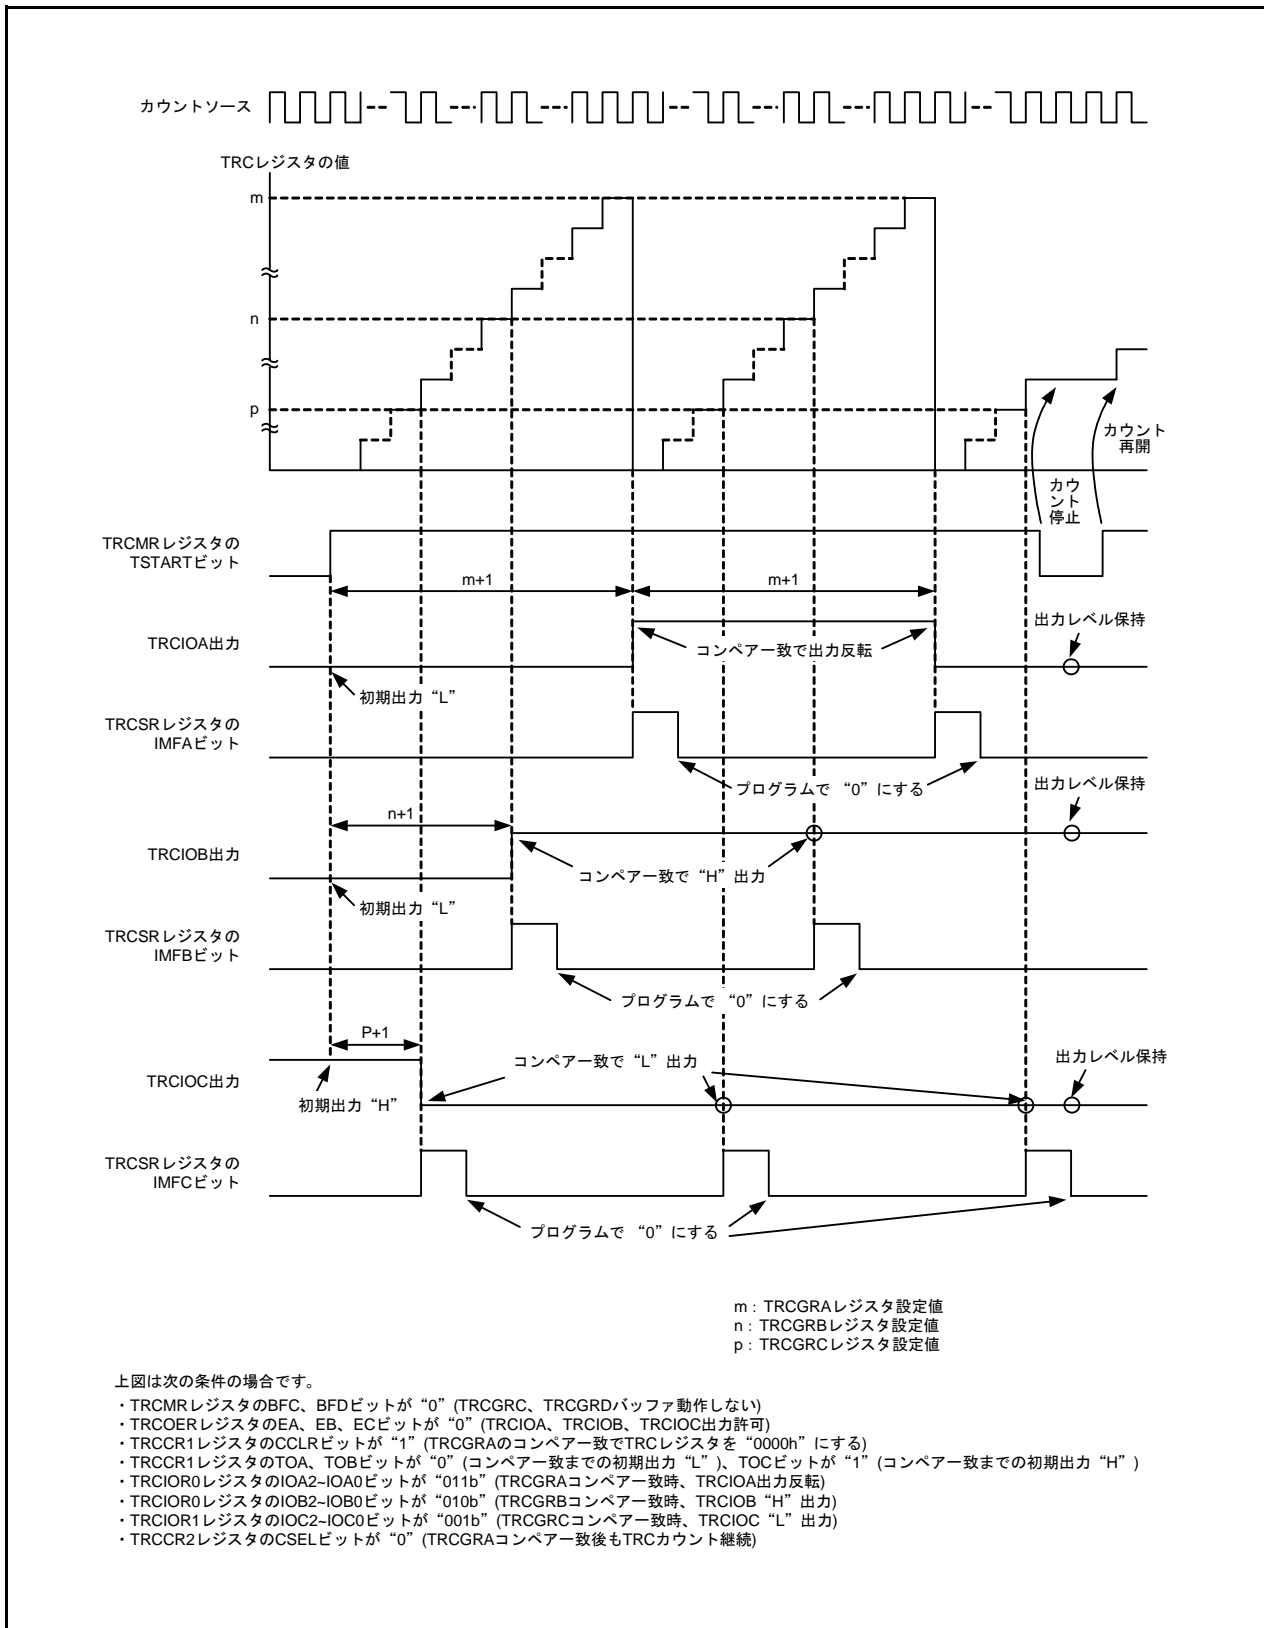 カウントソース
TRCレジスタの値
m
n
p
カウント
再開
カウ
ント
停止
TRCMRレジスタの
TSTARTビット
m+1
m+1
TRCIOA出力
コンペア一致で出力反転
出力レベル保持
初期出力“L”
TRCSRレジスタの
IMFAビット
プログラムで “0”にする
出力レベル保持
n+1
TRCIOB出力
コンペア一致で“H”出力
初期出力“L”
TRCSRレジスタの
IMFBビット
プログラムで “0”にする
P+1
コンペア一致で“L”出力
出力レベル保持
TRCIOC出力
初期出力“H”
TRCSRレジスタの
IMFCビット
プログラムで “0”にする
m : TRCGRAレジスタ設定値
n : TRCGRBレジスタ設定値
p : TRCGRCレジスタ設定値
上図は次の条件の場合です。
・TRCMRレジスタのBFC、BFDビットが“0”(TRCGRC、TRCGRDバッファ動作しない)
・TRCOERレジスタのEA、EB、ECビットが“0”(TRCIOA、TRCIOB、TRCIOC出力許可)
・TRCCR1レジスタのCCLRビットが“1”(TRCGRAのコンペア一致でTRCレジスタを“0000h”にする)
・TRCCR1レジスタのTOA、TOBビットが“0”(コンペア一致までの初期出力“L”)、TOCビットが“1”(コンペア一致までの初期出力“H”)
・TRCIOR0レジスタのIOA2~IOA0ビットが“011b”(TRCGRAコンペア一致時、TRCIOA出力反転)
・TRCIOR0レジスタのIOB2~IOB0ビットが“010b”(TRCGRBコンペア一致時、TRCIOB“H”出力)
・TRCIOR1レジスタのIOC2~IOC0ビットが“001b”(TRCGRCコンペア一致時、TRCIOC“L”出力)
・TRCCR2レジスタのCSELビットが“0”(TRCGRAコンペア一致後もTRCカウント継続)